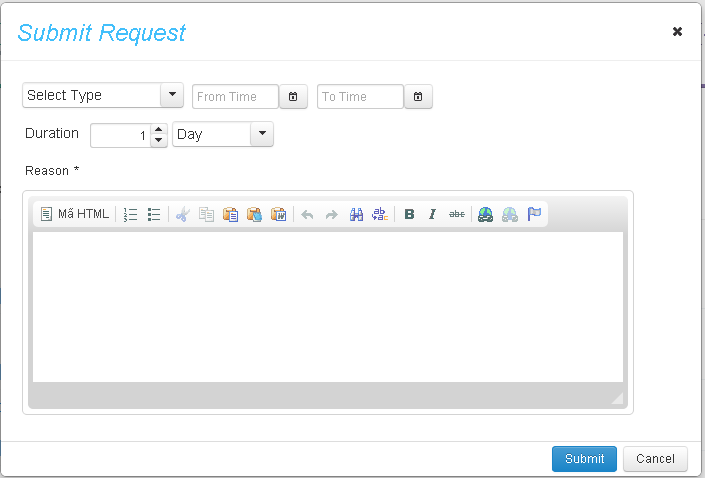 Submit Request
Select Type From Time To Time
Duration 1 Day
Reason *
Mã HTML B I abc
Submit Cancel